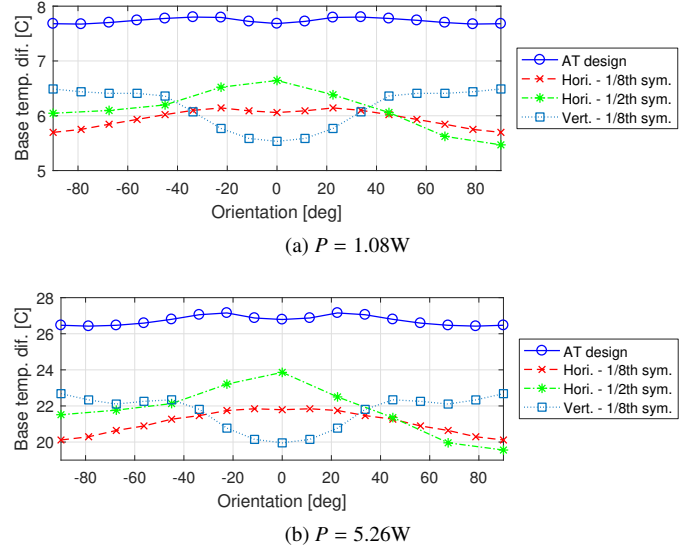 8
7
6
5
Base temp. dif. [C]
-80 -60 -40 -20 0 20 40 60 80
Orientation [deg]
AT design
Hori. - 1/8th sym.
Hori. - 1/2th sym.
Vert. - 1/8th sym.
(a) P = 1.08W
28
26
24
22
20
Base temp. dif. [C]
-80 -60 -40 -20 0 20 40 60 80
Orientation [deg]
AT design
Hori. - 1/8th sym.
Hori. - 1/2th sym.
Vert. - 1/8th sym.
(b) P = 5.26W